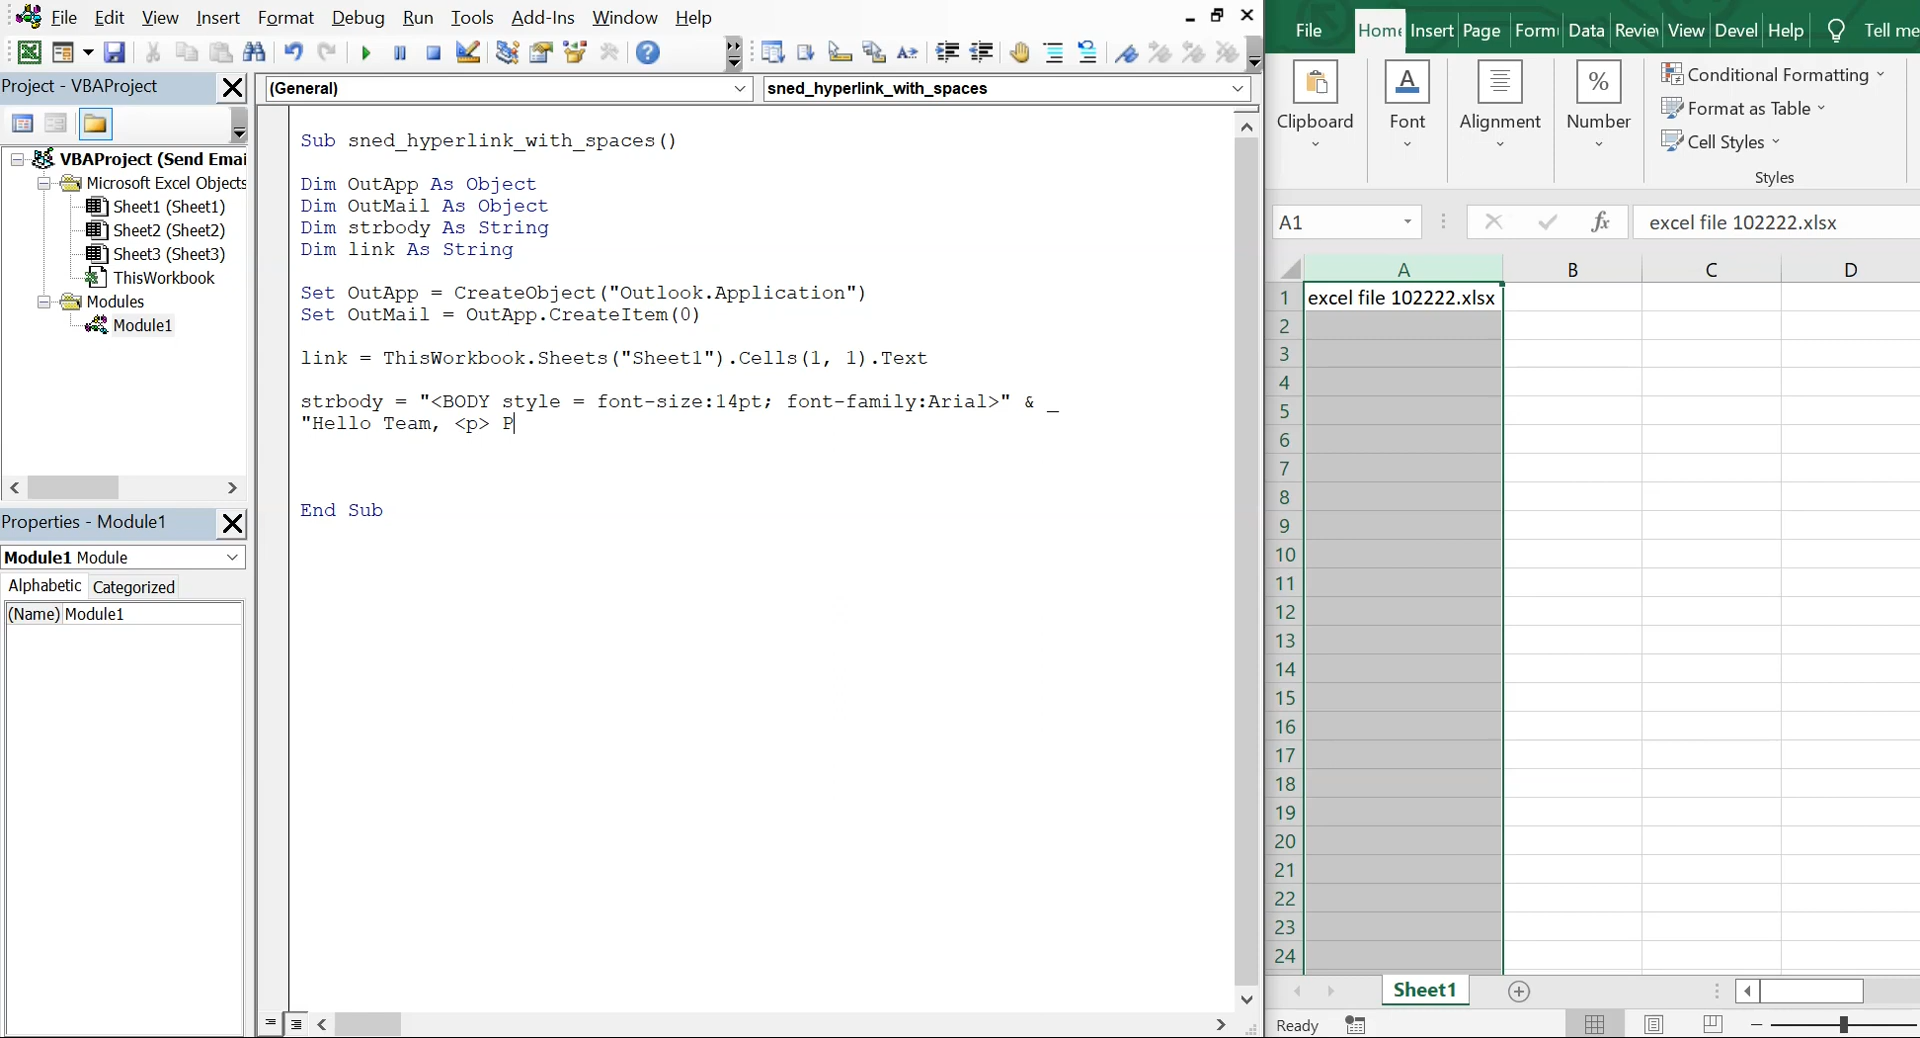 File Edit View Insert Format Debug Run Tools Add-Ins Window Help
Project - VBAProject
VBAProject (Send Emai
Microsoft Excel Objects
Sheet1 (Sheet1)
Sheet2 (Sheet2)
Sheet3 (Sheet3)
ThisWorkbook
Modules
Module1
Properties - Module1
Module1 Module
Alphabetic Categorized
(Name) Module1
(General) sned_hyperlink_with_spaces
Sub sned_hyperlink_with_spaces()
Dim OutApp As Object
Dim OutMail As Object
Dim strbody As String
Dim link As String
Set OutApp = CreateObject("Outlook.Application")
Set OutMail = OutApp.CreateItem(0)
link = ThisWorkbook.Sheets("Sheet1").Cells(1, 1).Text
strbody = "<BODY style = font-size:14pt; font-family:Arial>" & _
"Hello Team, <p> P
End Sub
File Home Insert Page Form Data Review View Devel Help Tell me
Clipboard Font Alignment Number
Conditional Formatting
Format as Table
Cell Styles
Styles
A1 fx excel file 102222.xlsx
A B C D
1 excel file 102222.xlsx
2
3
4
5
6
7
8
9
10
11
12
13
14
15
16
17
18
19
20
21
22
23
24
Sheet1
Ready